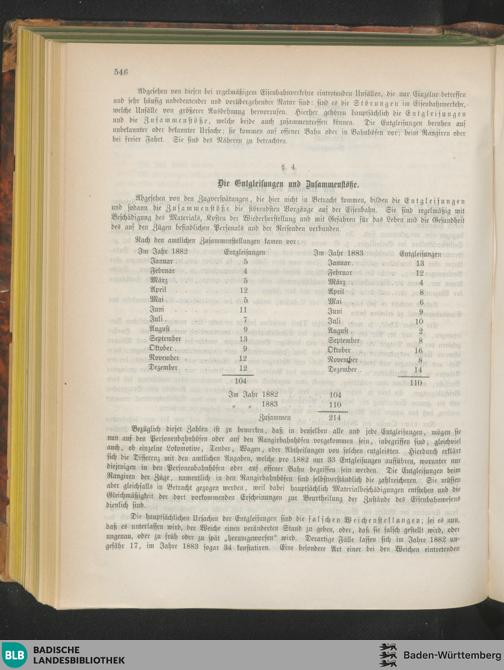 546
Abgesehen von diesen bei regelmäßigem Eisenbahnverkehre eintretenden Unfällen, die nur Einzelne betreffen
und sehr häufig unbedeutender und vorübergehender Natur sind: sind es die Störungen im Eisenbahnverkehre,
welche Unfälle von größerer Ausdehnung hervorrufen. Hierher gehören hauptsächlich die Entgleisungen
und die Zusammenstöße, welche beide auch zusammentreffen können. Die Entgleisungen beruhen auf
unbekannter oder bekannter Ursache; sie kommen auf offener Bahn oder in Bahnhöfen vor; beim Rangiren oder
bei freier Fahrt. Sie sind des Näheren zu betrachten.
§. 4.
Die Entgleisungen und Zusammenstöße.
Abgesehen von den Zugverspätungen, die hier nicht in Betracht kommen, bilden die Entgleisungen
und sodann die Zusammenstöße die störendsten Vorgänge auf der Eisenbahn. Sie sind regelmäßig mit
Beschädigung des Materials, Kosten der Wiederherstellung und mit Gefahren für das Leben und die Gesundheit
des auf den Zügen befindlichen Personals und der Reisenden verbunden.
Nach den amtlichen Zusammenstellungen kamen vor:
Im Jahr 1882 Entgleisungen Im Jahr 1883 Entgleisungen
Januar 5 Januar 13
Februar 4 Februar 12
März 5 März 4
April 12 April 8
Mai 5 Mai 6
Juni 11 Juni 9
Juli 7 Juli 10
August 9 August 2
September 13 September 8
Oktober 9 Oktober 16
November 12 November 8
Dezember 12 Dezember 14
104 110
Im Jahr 1882 104
„ „ 1883 110
Zusammen 214
Bezüglich dieser Zahlen ist zu bemerken, daß in denselben alle und jede Entgleisungen, mögen sie
nun auf den Personenbahnhöfen oder auf den Rangirbahnhöfen vorgekommen sein, inbegriffen sind; gleichviel
auch, ob einzelne Lokomotive, Tender, Wagen, oder Abtheilungen von solchen entgleisten. Hierdurch erklärt
sich die Differenz mit den amtlichen Angaben, welche pro 1882 nur 33 Entgleisungen aufführen, worunter nur
diejenigen in den Personenbahnhöfen oder auf offener Bahn begriffen sein werden. Die Entgleisungen beim
Rangiren der Züge, namentlich in den Rangirbahnhöfen sind selbstverständlich die zahlreicheren. Sie müssen
aber gleichfalls in Betracht gezogen werden, weil dabei hauptsächlich Materialbeschädigungen entstehen und die
Gleichmäßigkeit der dort vorkommenden Erscheinungen zur Beurtheilung der Zustände des Eisenbahnwesens
dienlich sind.
Die hauptsächlichen Ursachen der Entgleisungen sind die falschen Weichenstellungen; sei es nun,
daß es unterlassen wird, der Weiche einen veränderten Stand zu geben, oder, daß sie falsch gestellt wird, oder
ungenau, oder zu früh oder zu spät „herumgeworfen“ wird. Derartige Fälle lassen sich im Jahre 1882 un-
gefähr 17, im Jahre 1883 sogar 34 konstatiren. Eine besondere Art einer bei den Weichen eintretenden
BLB BADISCHE
LANDESBIBLIOTHEK
Baden-Württemberg